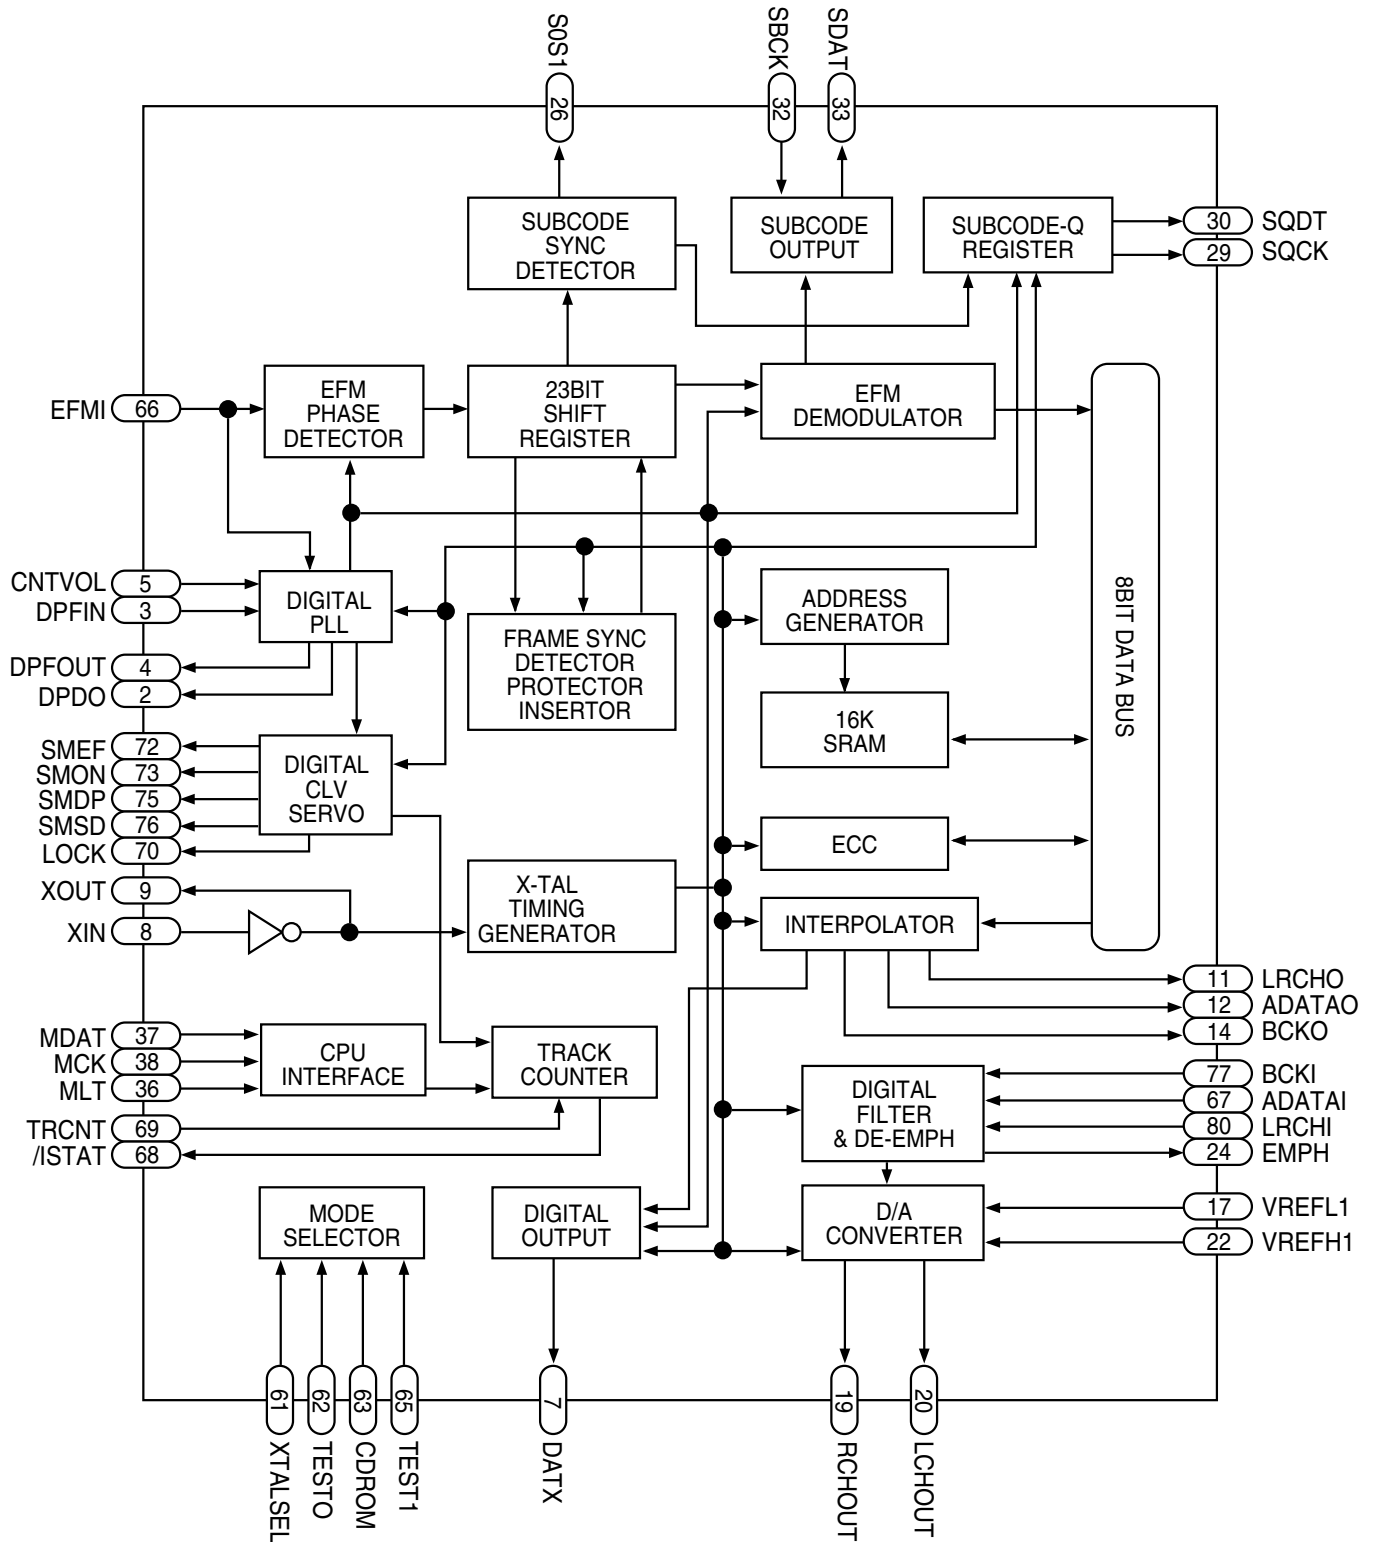 S0S1
SBCK
SDAT
26
32
33
SUBCODE
SYNC
DETECTOR
SUBCODE
OUTPUT
SUBCODE-Q
REGISTER
30 SQDT
29 SQCK
EFMI 66
EFM
PHASE
DETECTOR
23BIT
SHIFT
REGISTER
EFM
DEMODULATOR
8BIT DATA BUS
CNTVOL 5
DPFIN 3
DPFOUT 4
DPDO 2
DIGITAL
PLL
FRAME SYNC
DETECTOR
PROTECTOR
INSERTOR
ADDRESS
GENERATOR
16K
SRAM
SMEF 72
SMON 73
SMDP 75
SMSD 76
LOCK 70
DIGITAL
CLV
SERVO
ECC
XOUT 9
XIN 8
X-TAL
TIMING
GENERATOR
INTERPOLATOR
11 LRCHO
12 ADATAO
14 BCKO
MDAT 37
MCK 38
MLT 36
TRCNT 69
/ISTAT 68
CPU
INTERFACE
TRACK
COUNTER
DIGITAL
FILTER
& DE-EMPH
77 BCKI
67 ADATAI
80 LRCHI
24 EMPH
MODE
SELECTOR
DIGITAL
OUTPUT
D/A
CONVERTER
17 VREFL1
22 VREFH1
61
62
63
65
7
19
20
XTALSEL
TESTO
CDROM
TEST1
DATX
RCHOUT
LCHOUT